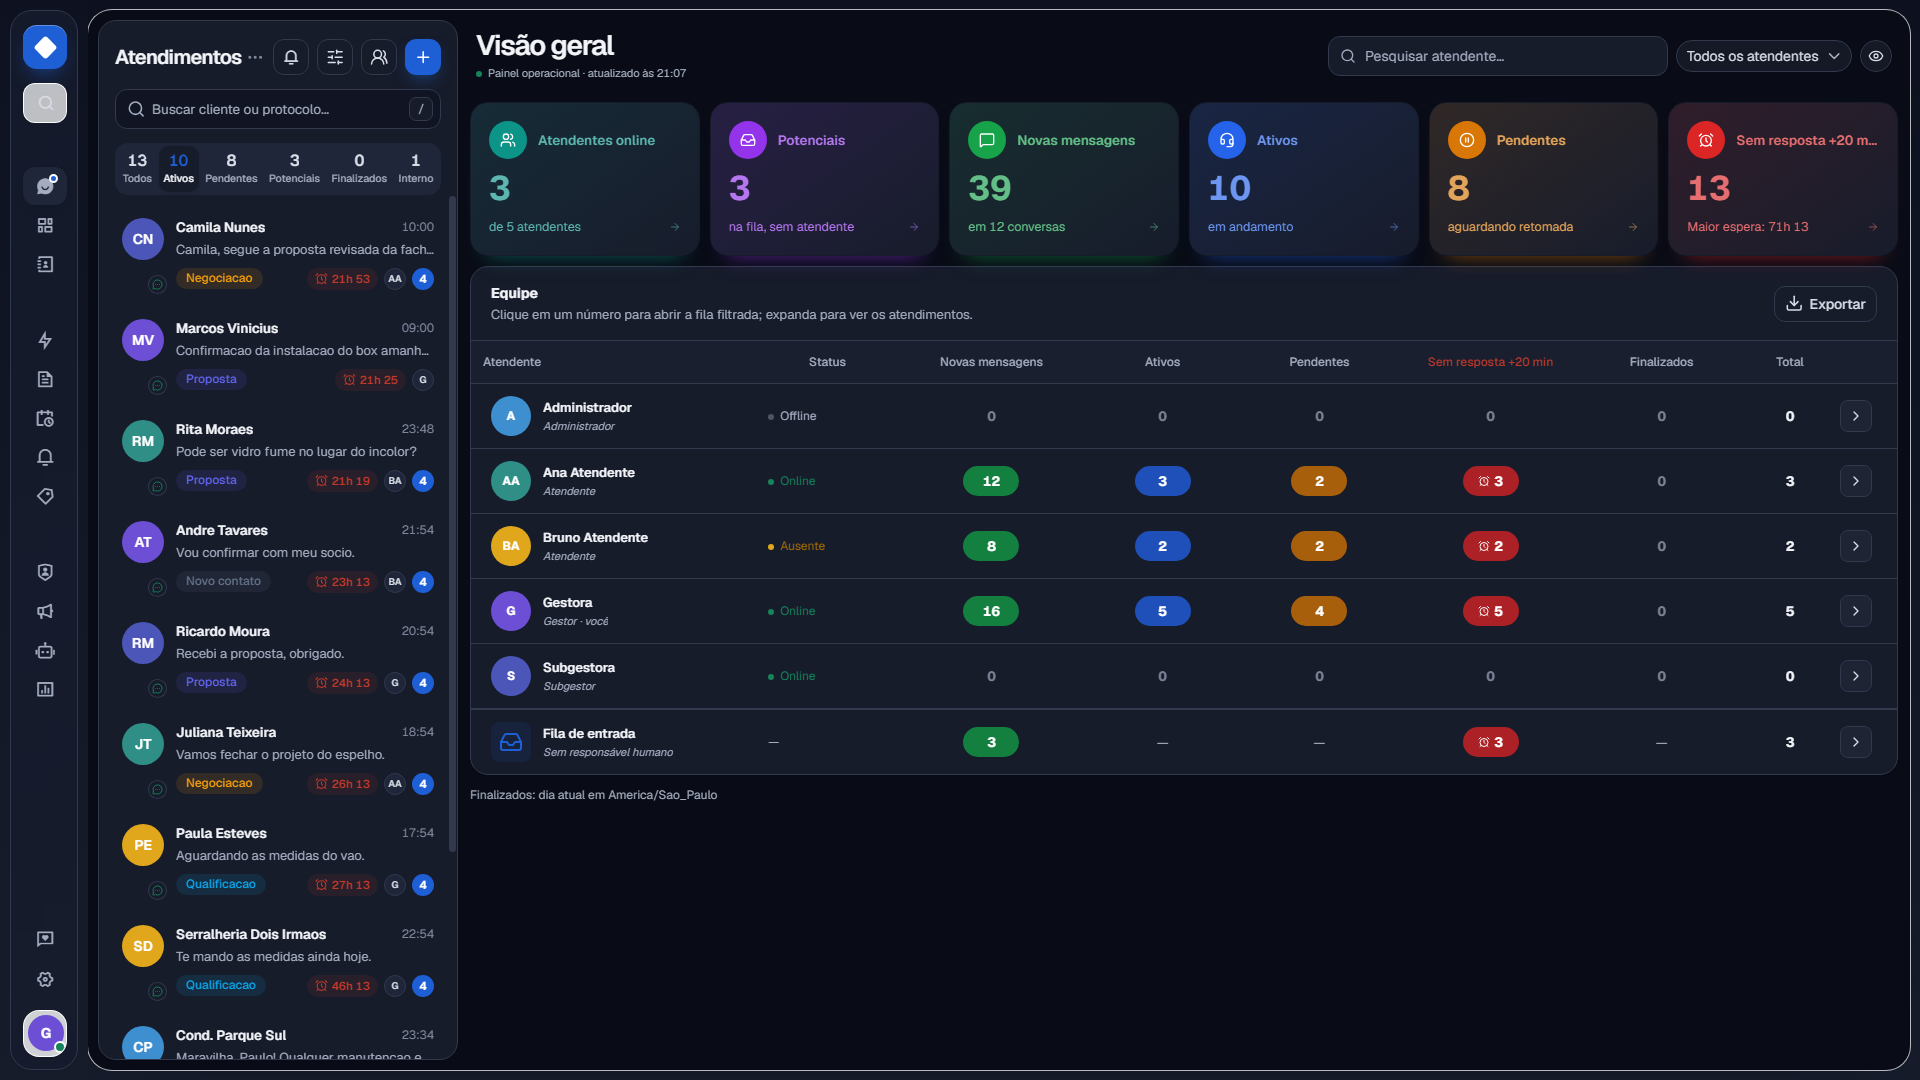 Atendimentos ...
Buscar cliente ou protocolo... /
13 10 8 3 0 1
Todos Ativos Pendentes Potenciais Finalizados Interno
CN Camila Nunes 10:00
Camila, segue a proposta revisada da fach...
Negociacao 21h 53 AA 4
MV Marcos Vinicius 09:00
Confirmacao da instalacao do box amanh...
Proposta 21h 25 G
RM Rita Moraes 23:48
Pode ser vidro fume no lugar do incolor?
Proposta 21h 19 BA 4
AT Andre Tavares 21:54
Vou confirmar com meu socio.
Novo contato 23h 13 BA 4
RM Ricardo Moura 20:54
Recebi a proposta, obrigado.
Proposta 24h 13 G 4
JT Juliana Teixeira 18:54
Vamos fechar o projeto do espelho.
Negociacao 26h 13 AA 4
PE Paula Esteves 17:54
Aguardando as medidas do vao.
Qualificacao 27h 13 G 4
SD Serralheria Dois Irmaos 22:54
Te mando as medidas ainda hoje.
Qualificacao 46h 13 G 4
CP Cond. Parque Sul 23:34
Maravilha, Paulo! Qualquer manutencao e
G
Visão geral
Painel operacional · atualizado às 21:07
Pesquisar atendente...
Todos os atendentes
Atendentes online
3
de 5 atendentes
Potenciais
3
na fila, sem atendente
Novas mensagens
39
em 12 conversas
Ativos
10
em andamento
Pendentes
8
aguardando retomada
Sem resposta +20 m...
13
Maior espera: 71h 13
Equipe
Clique em um número para abrir a fila filtrada; expanda para ver os atendimentos.
Exportar
Atendente Status Novas mensagens Ativos Pendentes Sem resposta +20 min Finalizados Total
A Administrador Offline 0 0 0 0 0 0
Administrador
AA Ana Atendente Online 12 3 2 3 0 3
Atendente
BA Bruno Atendente Ausente 8 2 2 2 0 2
Atendente
G Gestora Online 16 5 4 5 0 5
Gestor · você
S Subgestora Online 0 0 0 0 0 0
Subgestor
Fila de entrada — 3 — — 3 — 3
Sem responsável humano
Finalizados: dia atual em America/Sao_Paulo